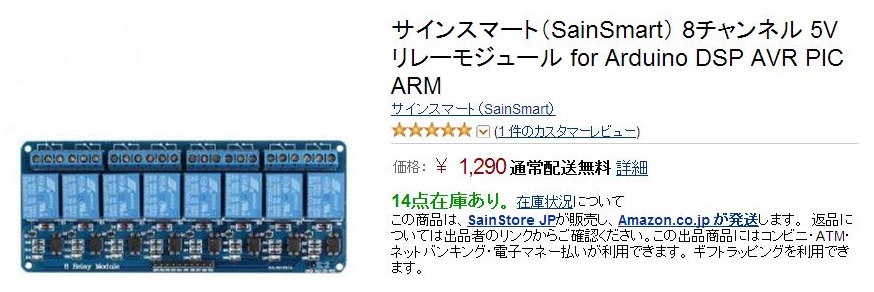 サインスマート（SainSmart） 8チャンネル 5V
リレーモジュール for Arduino DSP AVR PIC
ARM
サインスマート（SainSmart）
(1 件のカスタマーレビュー)
価格： ￥ 1,290 通常配送無料 詳細
14点在庫あり。 在庫状況について
この商品は、SainStore JPが販売し、Amazon.co.jp が発送します。 返品に
ついては出品者のリンクからご確認ください。この出品商品にはコンビニ・ATM・
ネットバンキング・電子マネー払いが利用できます。 ギフトラッピングを利用でき
ます。
8 Relay Module